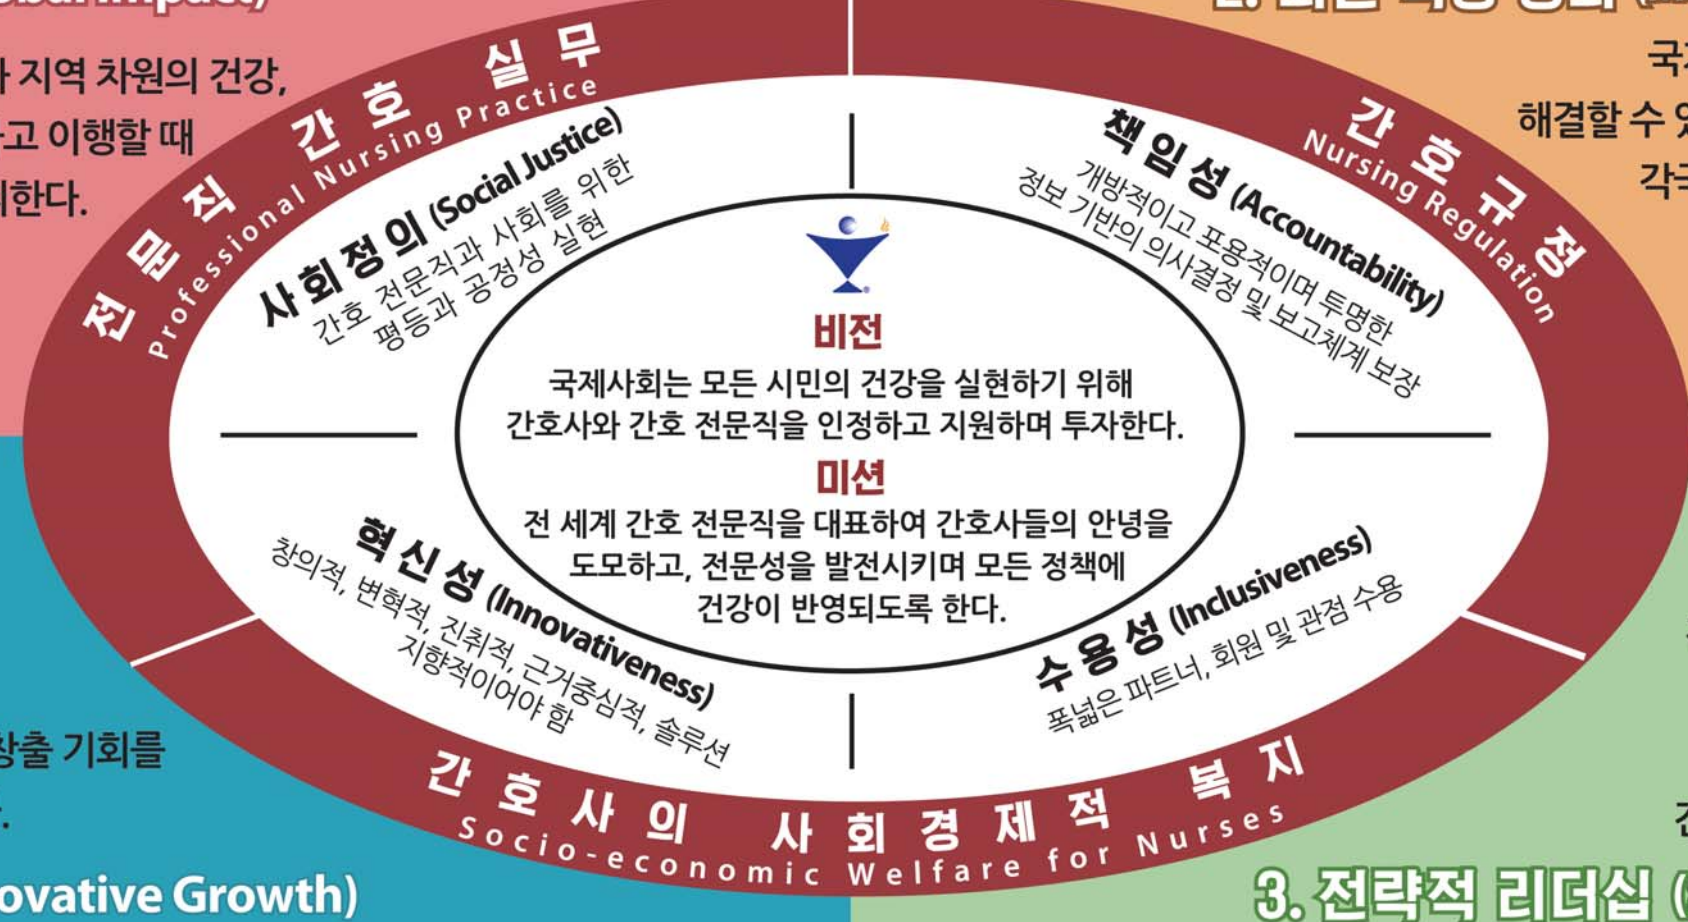 obal Impact)
지역 차원의 건강,
고 이행할 때
한다.
국
해결할 수
각
전문직 간호 실무
Professional Nursing Practice
간호규정
Nursing Regulation
사회정의 (Social Justice)
간호 전문직과 사회를 위한
평등과 공정성 실현
책임성 (Accountability)
개방적이고 포용적이며 투명한
정보 기반의 의사결정 및 보고체계 보장
비전
국제사회는 모든 시민의 건강을 실현하기 위해
간호사와 간호 전문직을 인정하고 지원하며 투자한다.
미션
전 세계 간호 전문직을 대표하여 간호사들의 안녕을
도모하고, 전문성을 발전시키며 모든 정책에
건강이 반영되도록 한다.
혁신성 (Innovativeness)
창의적, 변혁적, 진취적, 근거중심적, 솔루션
지향적이어야 함
수용성 (Inclusiveness)
폭넓은 파트너, 회원 및 관점 수용
간호사의 사회경제적 복지
Socio-economic Welfare for Nurses
창출 기회를
ovative Growth)
3. 전략적 리더십 (